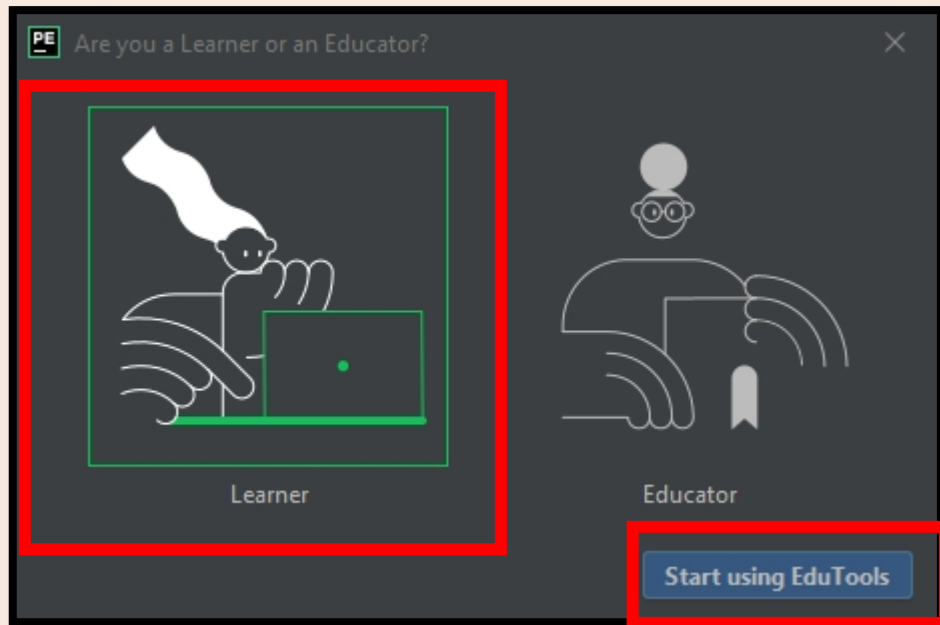 PE
Are you a Learner or an Educator?
Learner
Educator
Start using EduTools